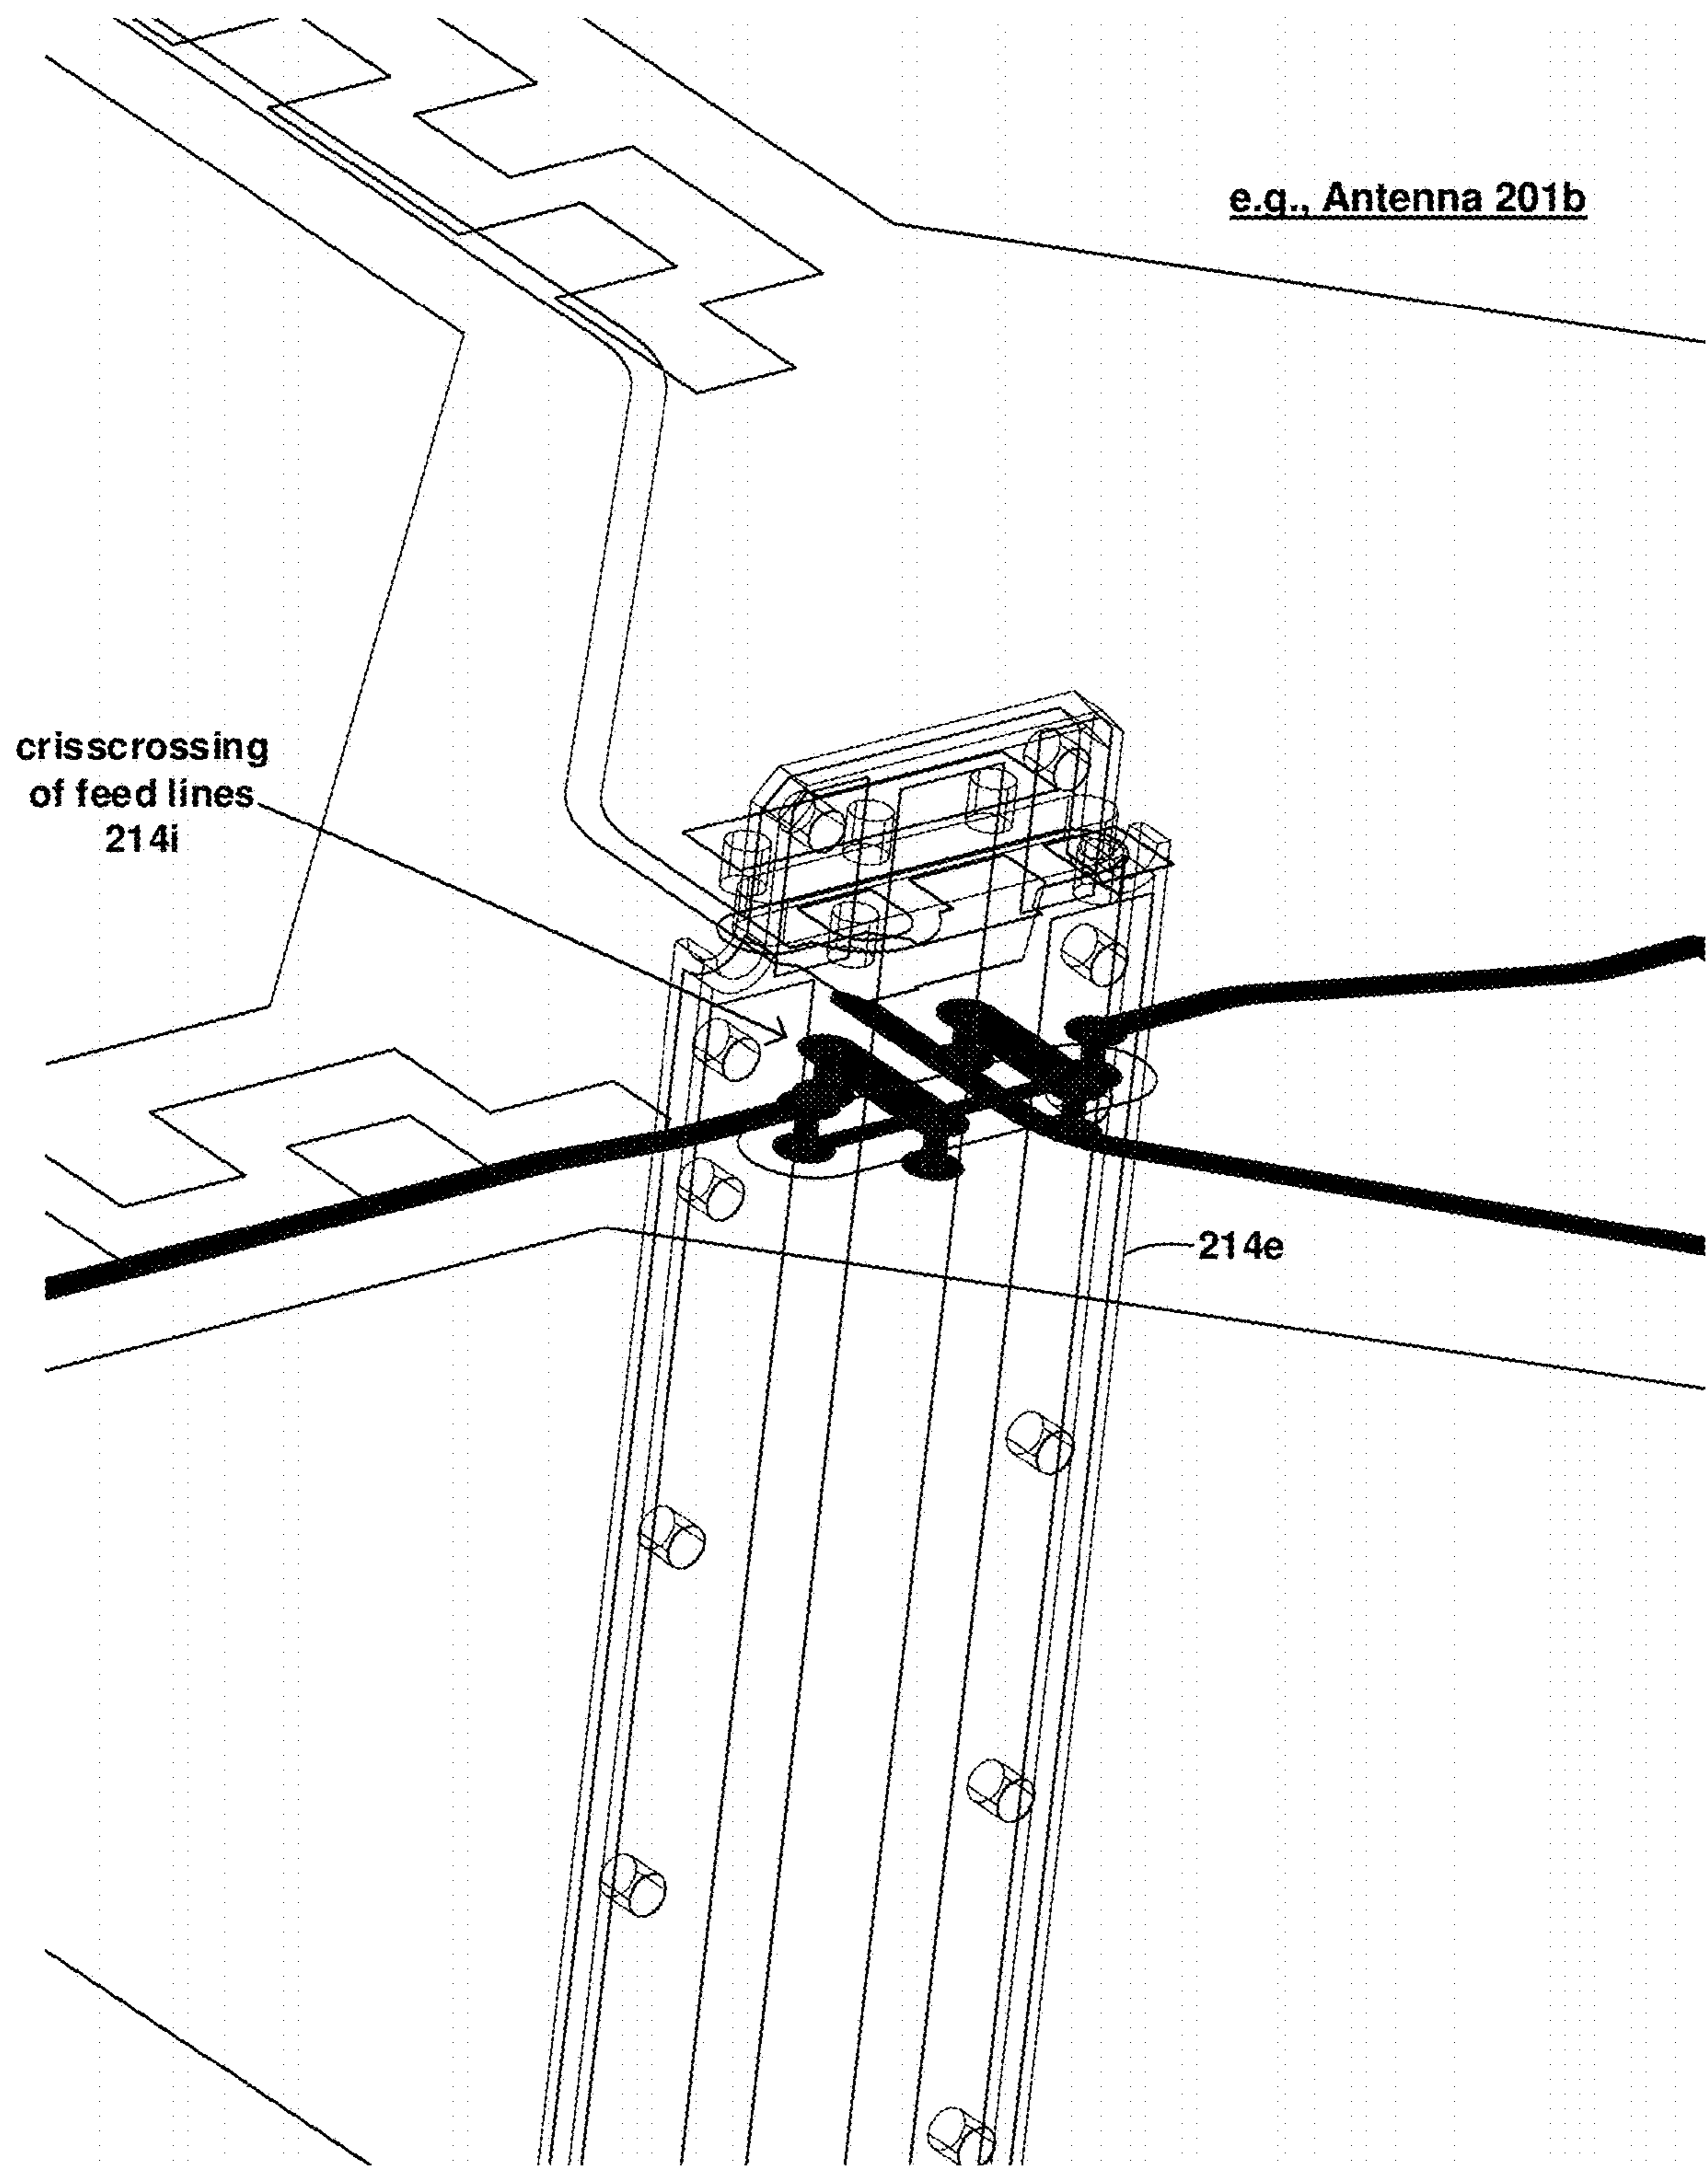 e.g., Antenna 201b
crisscrossing
of feed lines
214i
214e